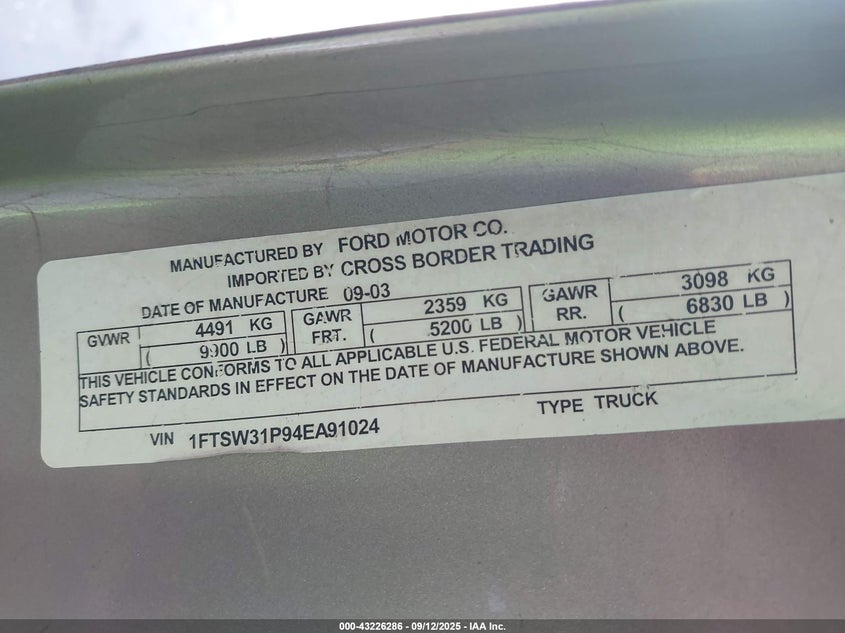 MANUFACTURED BY FORD MOTOR CO.
IMPORTED BY CROSS BORDER TRADING
DATE OF MANUFACTURE 09-03
GVWR 4491 KG ( 9900 LB ) GAWR FRT. 2359 KG ( 5200 LB ) GAWR RR. 3098 KG ( 6830 LB )
THIS VEHICLE CONFORMS TO ALL APPLICABLE U.S. FEDERAL MOTOR VEHICLE
SAFETY STANDARDS IN EFFECT ON THE DATE OF MANUFACTURE SHOWN ABOVE.
VIN 1FTSW31P94EA91024 TYPE TRUCK
000-43226286 - 09/12/2025 - IAA Inc.